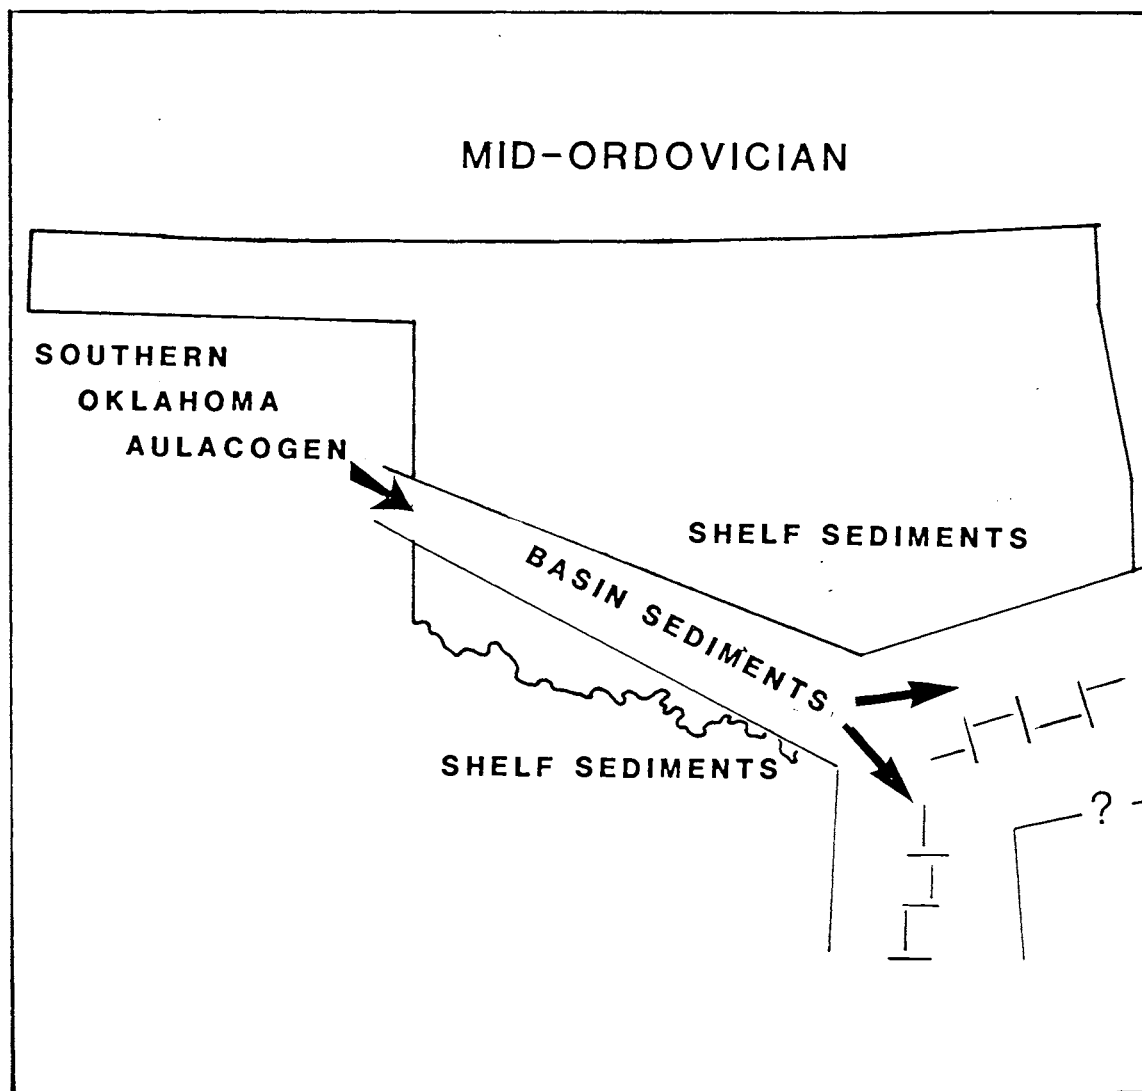 MID-ORDOVICIAN
SOUTHERN
OKLAHOMA
AULACOGEN
SHELF SEDIMENTS
BASIN SEDIMENTS
SHELF SEDIMENTS
?